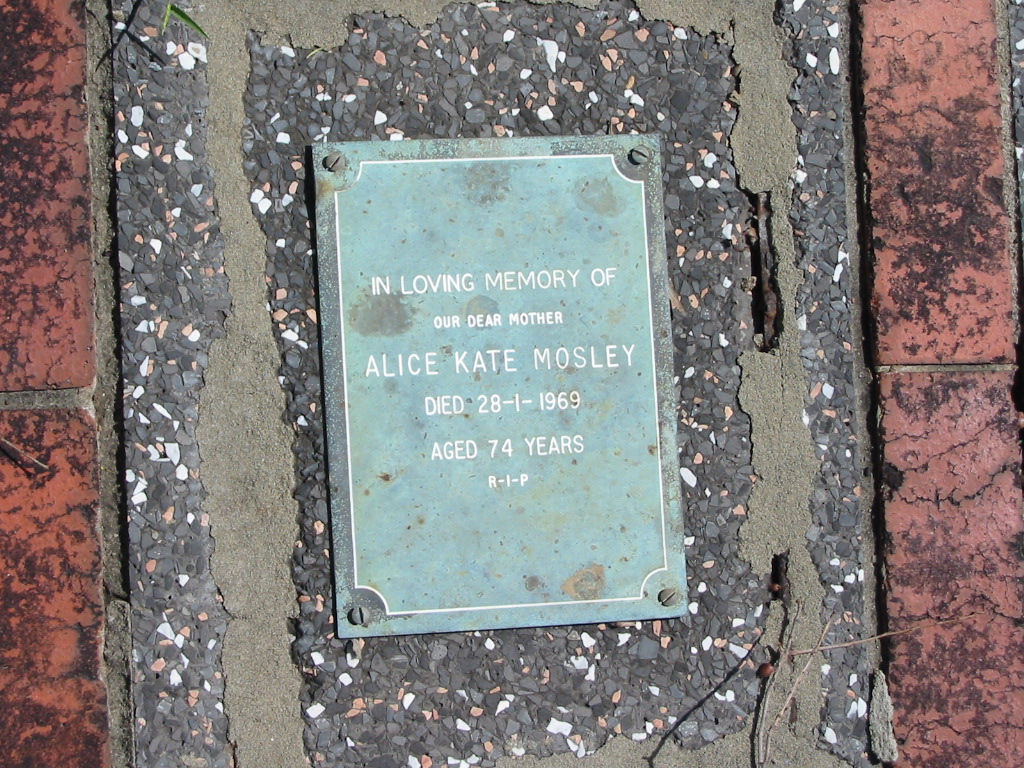 IN LOVING MEMORY OF
OUR DEAR MOTHER
ALICE KATE MOSLEY
DIED 28-1-1969
AGED 74 YEARS
R-I-P